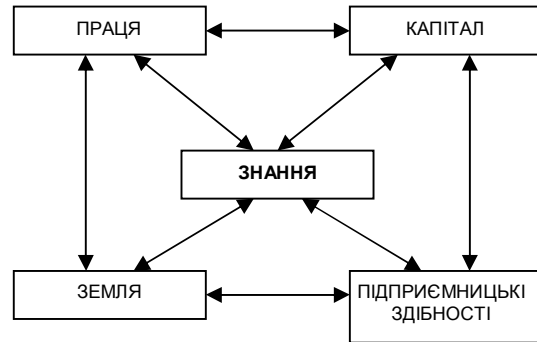 ПРАЦЯ
КАПІТАЛ
ЗНАННЯ
ЗЕМЛЯ
ПІДПРИЄМНИЦЬКІ
ЗДІБНОСТІ